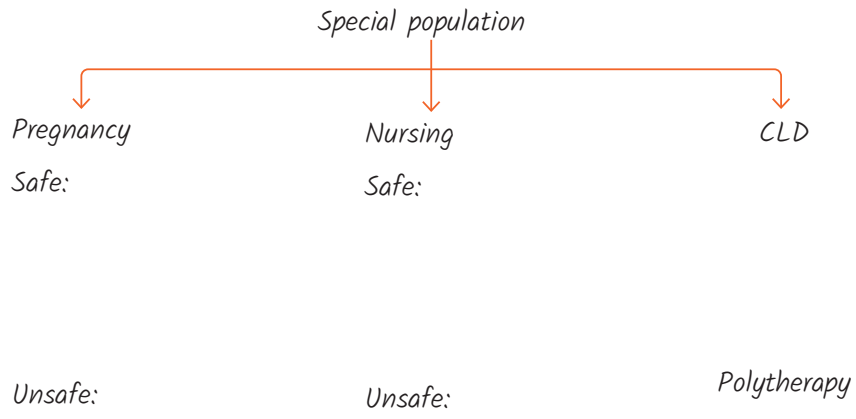 Special population
Pregnancy
Safe:
Unsafe:
Nursing
Safe:
Unsafe:
CLD
Polytherapy